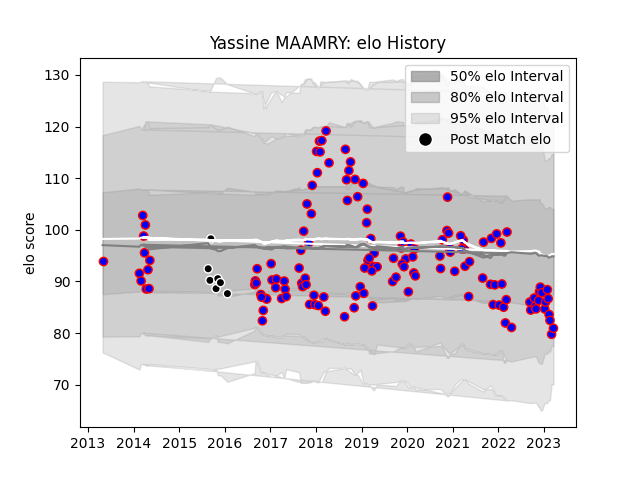 Yassine MAAMRY: elo History
50% elo Interval
80% elo Interval
95% elo Interval
Post Match elo
elo score
130
120
110
100
90
80
70
2013 2014 2015 2016 2017 2018 2019 2020 2021 2022 2023